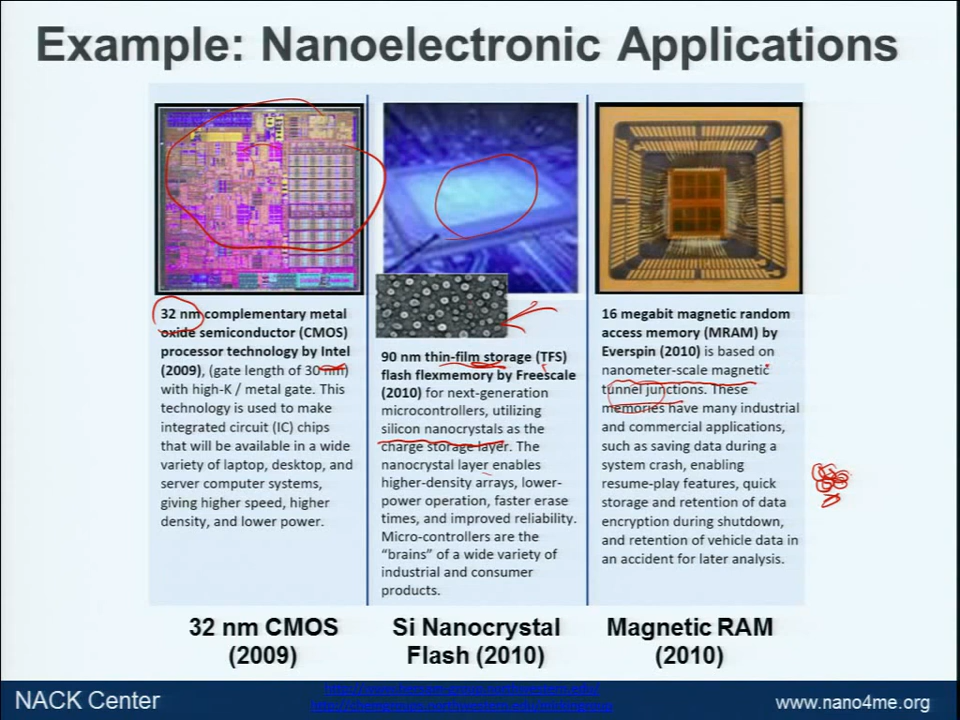 Example: Nanoelectronic Applications
32 nm complementary metal
oxide semiconductor (CMOS)
processor technology by Intel
(2009), (gate length of 30 nm)
with high-K / metal gate. This
technology is used to make
integrated circuit (IC) chips
that will be available in a wide
variety of laptop, desktop, and
server computer systems,
giving higher speed, higher
density, and lower power.
90 nm thin-film storage (TFS)
flash flexmemory by Freescale
(2010) for next-generation
microcontrollers, utilizing
silicon nanocrystals as the
charge storage layer. The
nanocrystal layer enables
higher-density arrays, lower-
power operation, faster erase
times, and improved reliability.
Micro-controllers are the
“brains” of a wide variety of
industrial and consumer
products.
16 megabit magnetic random
access memory (MRAM) by
Everspin (2010) is based on
nanometer-scale magnetic
tunnel junctions. These
memories have many industrial
and commercial applications,
such as saving data during a
system crash, enabling
resume-play features, quick
storage and retention of data
encryption during shutdown,
and retention of vehicle data in
an accident for later analysis.
32 nm CMOS
(2009)
Si Nanocrystal
Flash (2010)
Magnetic RAM
(2010)
NACK Center
www.nano4me.org